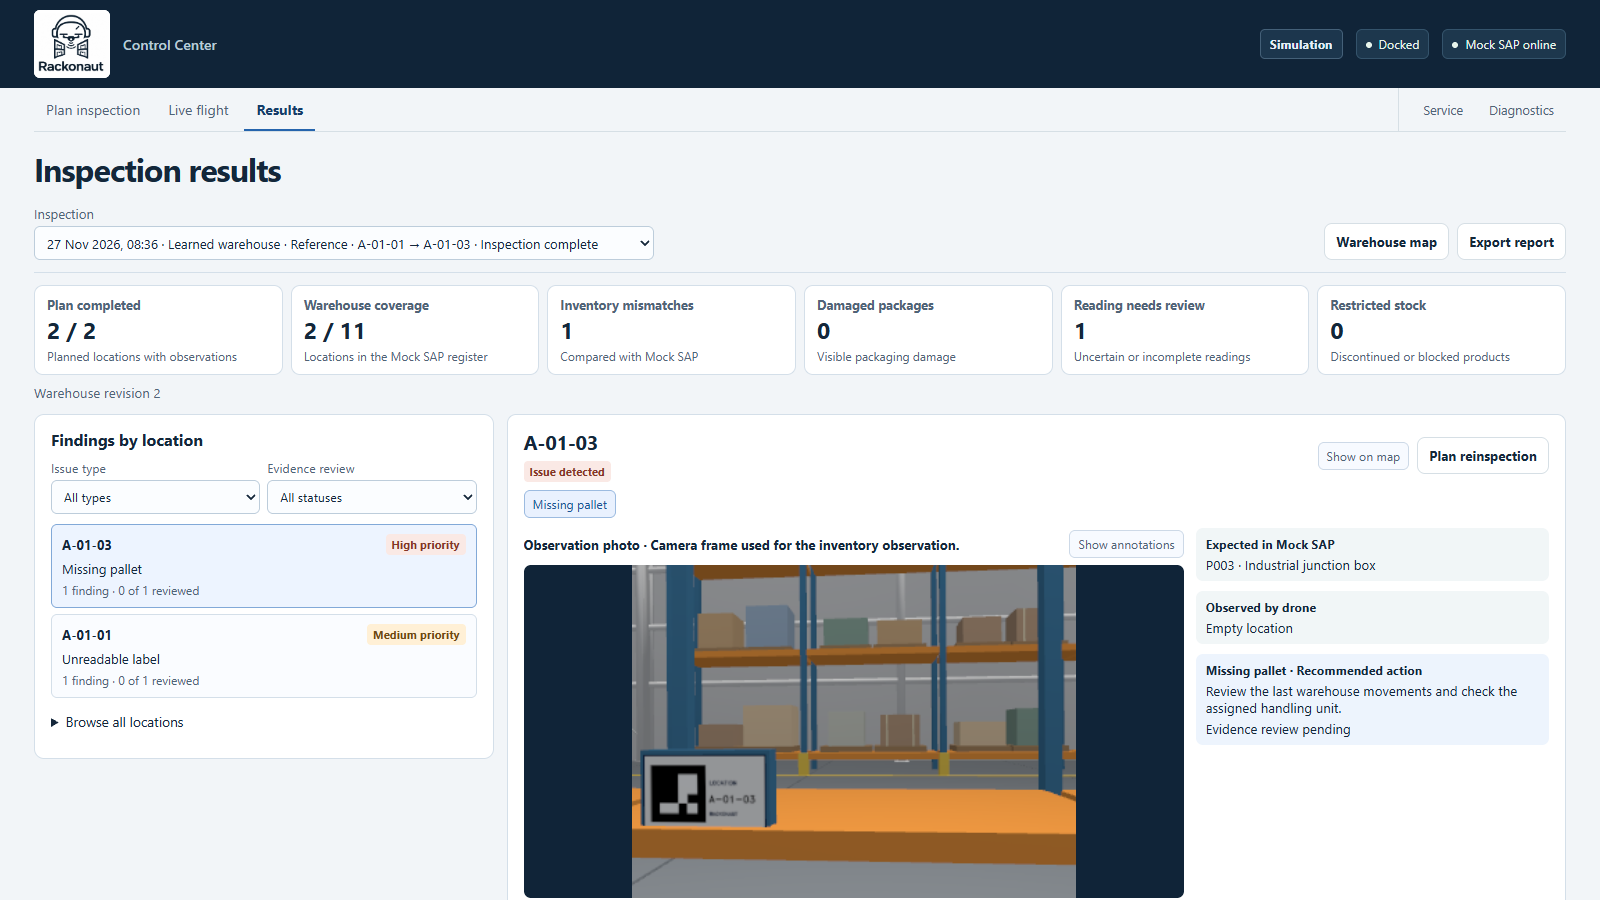 Rackonaut
Control Center
Simulation
Docked
Mock SAP online
Plan inspection
Live flight
Results
Service
Diagnostics
Inspection results
Inspection
27 Nov 2026, 08:36 · Learned warehouse · Reference · A-01-01 → A-01-03 · Inspection complete
Warehouse map
Export report
Plan completed
2 / 2
Planned locations with observations
Warehouse coverage
2 / 11
Locations in the Mock SAP register
Inventory mismatches
1
Compared with Mock SAP
Damaged packages
0
Visible packaging damage
Reading needs review
1
Uncertain or incomplete readings
Restricted stock
0
Discontinued or blocked products
Warehouse revision 2
Findings by location
Issue type
Evidence review
All types
All statuses
A-01-03
High priority
Missing pallet
1 finding · 0 of 1 reviewed
A-01-01
Medium priority
Unreadable label
1 finding · 0 of 1 reviewed
Browse all locations
A-01-03
Issue detected
Missing pallet
Show on map
Plan reinspection
Observation photo · Camera frame used for the inventory observation.
Show annotations
LOCATION
A-01-03
Expected in Mock SAP
P003 · Industrial junction box
Observed by drone
Empty location
Missing pallet · Recommended action
Review the last warehouse movements and check the
assigned handling unit.
Evidence review pending